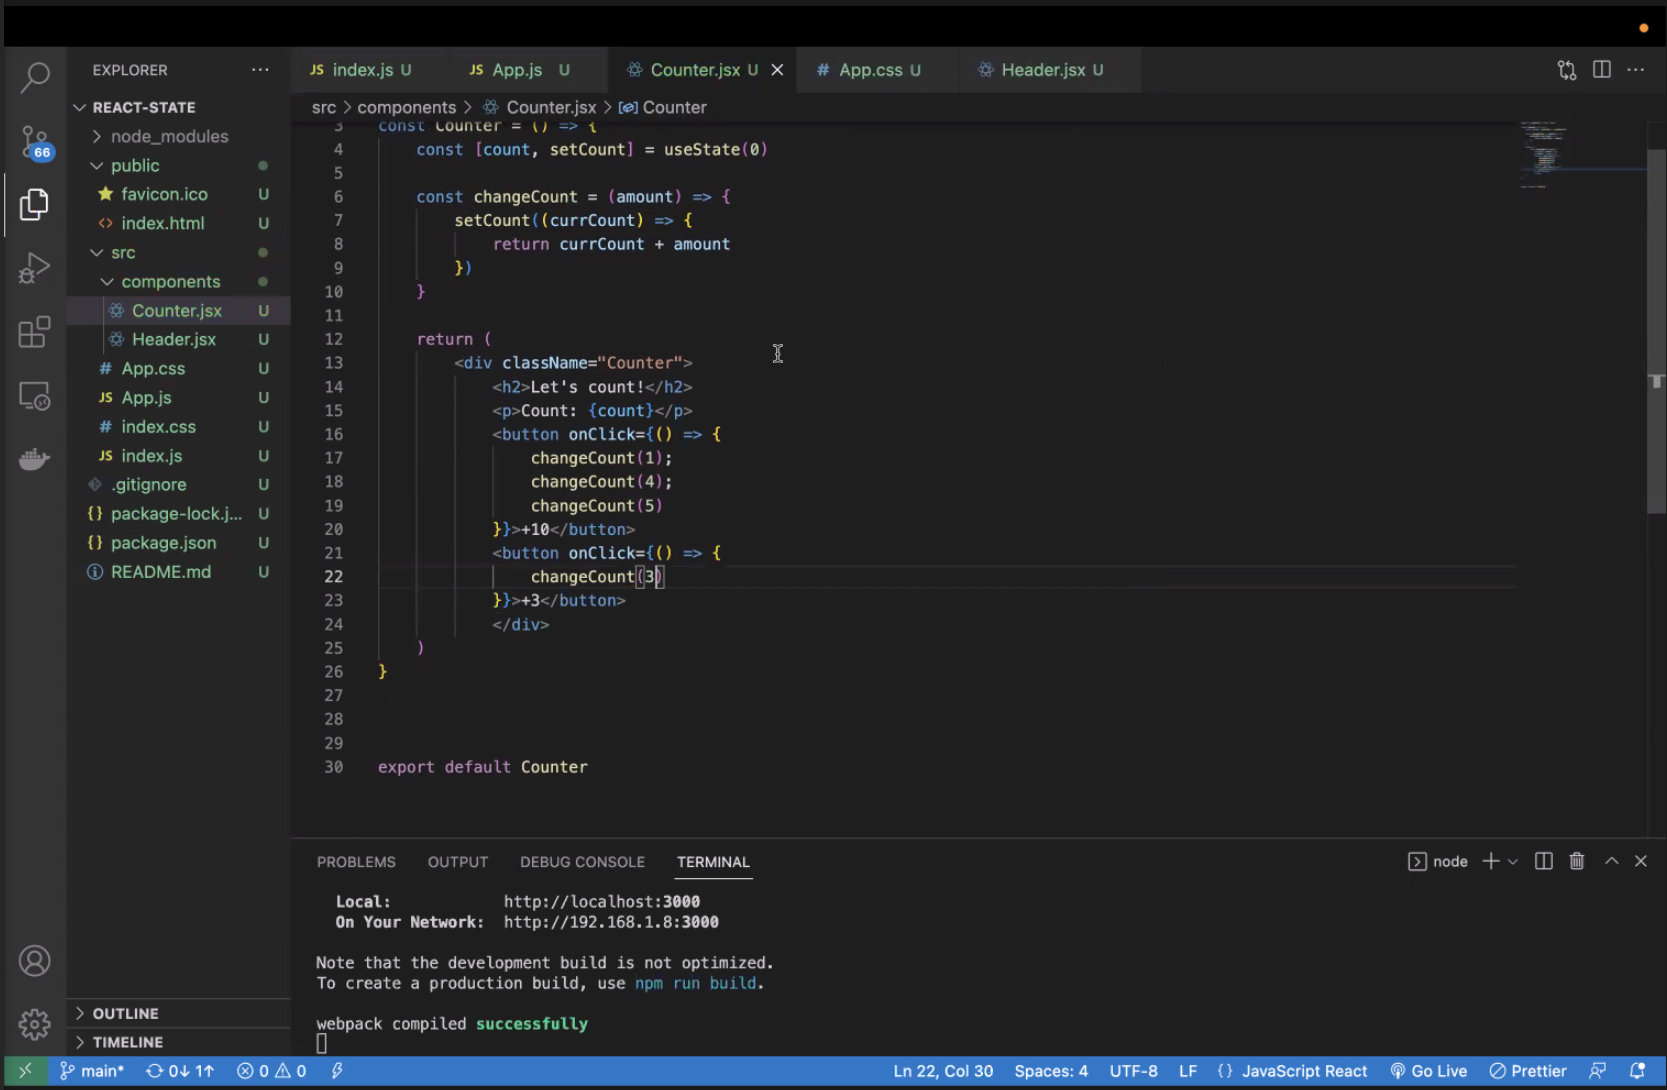 EXPLORER
index.js U
App.js U
Counter.jsx U
App.css U
Header.jsx U
REACT-STATE
src > components > Counter.jsx > Counter
66
node_modules
public
favicon.ico U
index.html U
src
components
Counter.jsx U
Header.jsx U
App.css U
App.js U
index.css U
index.js U
.gitignore U
package-lock.j... U
package.json U
README.md U
OUTLINE
TIMELINE
3 const Counter = () => {
4 const [count, setCount] = useState(0)
5
6 const changeCount = (amount) => {
7 setCount((currCount) => {
8 return currCount + amount
9 })
10 }
11
12 return (
13 <div className="Counter">
14 <h2>Let's count!</h2>
15 <p>Count: {count}</p>
16 <button onClick={() => {
17 changeCount(1);
18 changeCount(4);
19 changeCount(5)
20 }}>+10</button>
21 <button onClick={() => {
22 changeCount(3)
23 }}>+3</button>
24 </div>
25 )
26 }
27
28
29
30 export default Counter
PROBLEMS OUTPUT DEBUG CONSOLE TERMINAL node
Local: http://localhost:3000
On Your Network: http://192.168.1.8:3000
Note that the development build is not optimized.
To create a production build, use npm run build.
webpack compiled successfully
main* 0↓ 1↑ 0 0 Ln 22, Col 30 Spaces: 4 UTF-8 LF {} JavaScript React Go Live Prettier